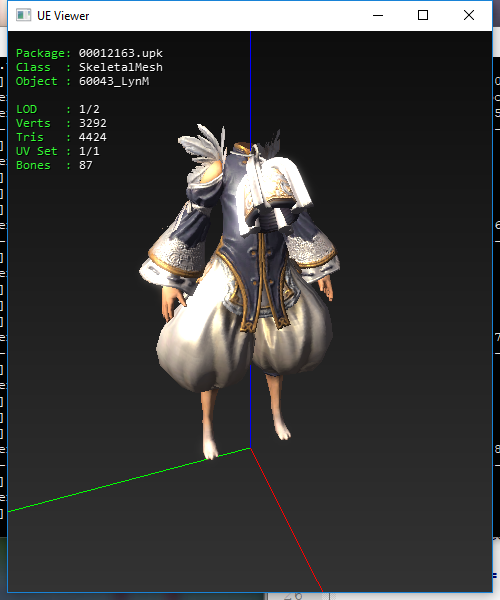 UE Viewer
Package: 00012163.upk
Class : SkeletalMesh
Object : 60043_LynM
LOD : 1/2
Verts : 3292
Tris : 4424
UV Set : 1/1
Bones : 87